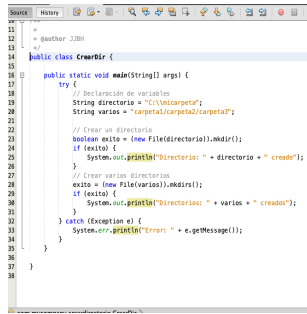 Source History
10 /**
11 *
12 * @author JJBH
13 */
14 public class CrearDir {
15
16 public static void main(String[] args) {
17 try {
18 // Declaración de variables
19 String directorio = "C:\\micarpeta";
20 String varios = "carpeta1/carpeta2/carpeta3";
21
22 // Crear un directorio
23 boolean exito = (new File(directorio)).mkdir();
24 if (exito) {
25 System.out.println("Directorio: " + directorio + " creado");
26 }
27 // Crear varios directorios
28 exito = (new File(varios)).mkdirs();
29 if (exito) {
30 System.out.println("Directorios: " + varios + " creados");
31 }
32 } catch (Exception e) {
33 System.err.println("Error: " + e.getMessage());
34 }
35 }
36
37 }
38